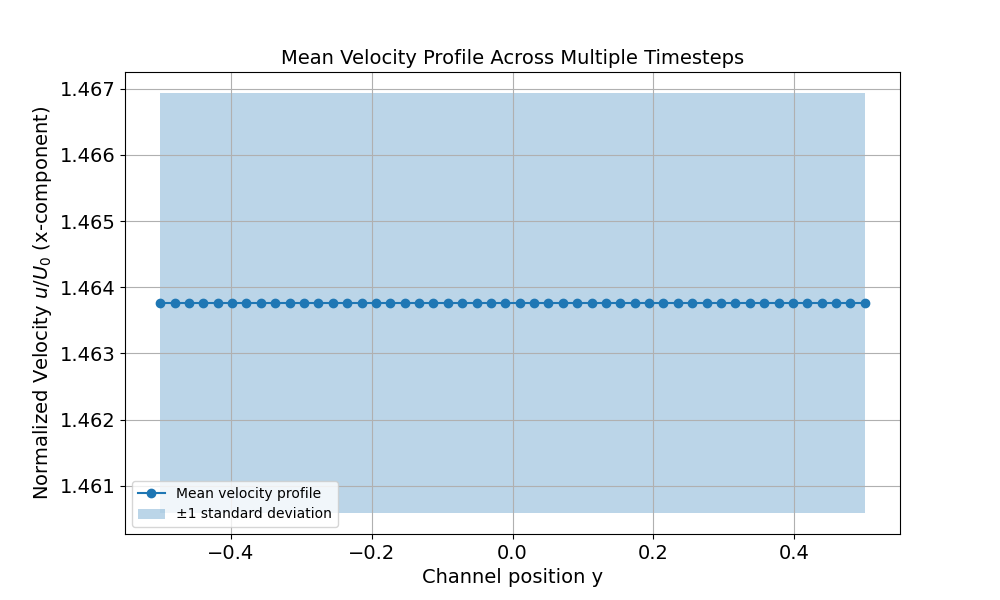 Mean Velocity Profile Across Multiple Timesteps
Normalized Velocity u/U₀ (x-component)
1.467
1.466
1.465
1.464
1.463
1.462
1.461
Mean velocity profile
±1 standard deviation
−0.4
−0.2
0.0
0.2
0.4
Channel position y